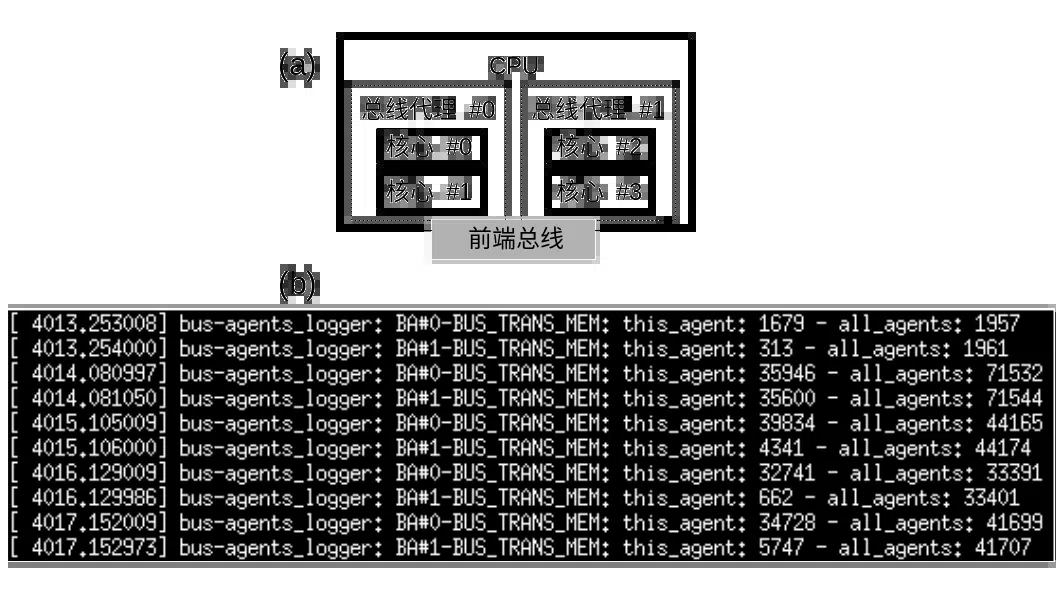 (a)
CPU
总线代理 #0
总线代理 #1
核心 #0
核心 #2
核心 #1
核心 #3
前端总线
(b)
[ 4013.253008] bus-agents_logger: BA#0-BUS_TRANS_MEM: this_agent: 1679 - all_agents: 1957
[ 4013.254000] bus-agents_logger: BA#1-BUS_TRANS_MEM: this_agent: 313 - all_agents: 1961
[ 4014.080997] bus-agents_logger: BA#0-BUS_TRANS_MEM: this_agent: 35946 - all_agents: 71532
[ 4014.081050] bus-agents_logger: BA#1-BUS_TRANS_MEM: this_agent: 35600 - all_agents: 71544
[ 4015.105009] bus-agents_logger: BA#0-BUS_TRANS_MEM: this_agent: 39834 - all_agents: 44165
[ 4015.106000] bus-agents_logger: BA#1-BUS_TRANS_MEM: this_agent: 4341 - all_agents: 44174
[ 4016.129009] bus-agents_logger: BA#0-BUS_TRANS_MEM: this_agent: 32741 - all_agents: 33391
[ 4016.129986] bus-agents_logger: BA#1-BUS_TRANS_MEM: this_agent: 662 - all_agents: 33401
[ 4017.152009] bus-agents_logger: BA#0-BUS_TRANS_MEM: this_agent: 34728 - all_agents: 41699
[ 4017.152973] bus-agents_logger: BA#1-BUS_TRANS_MEM: this_agent: 5747 - all_agents: 41707